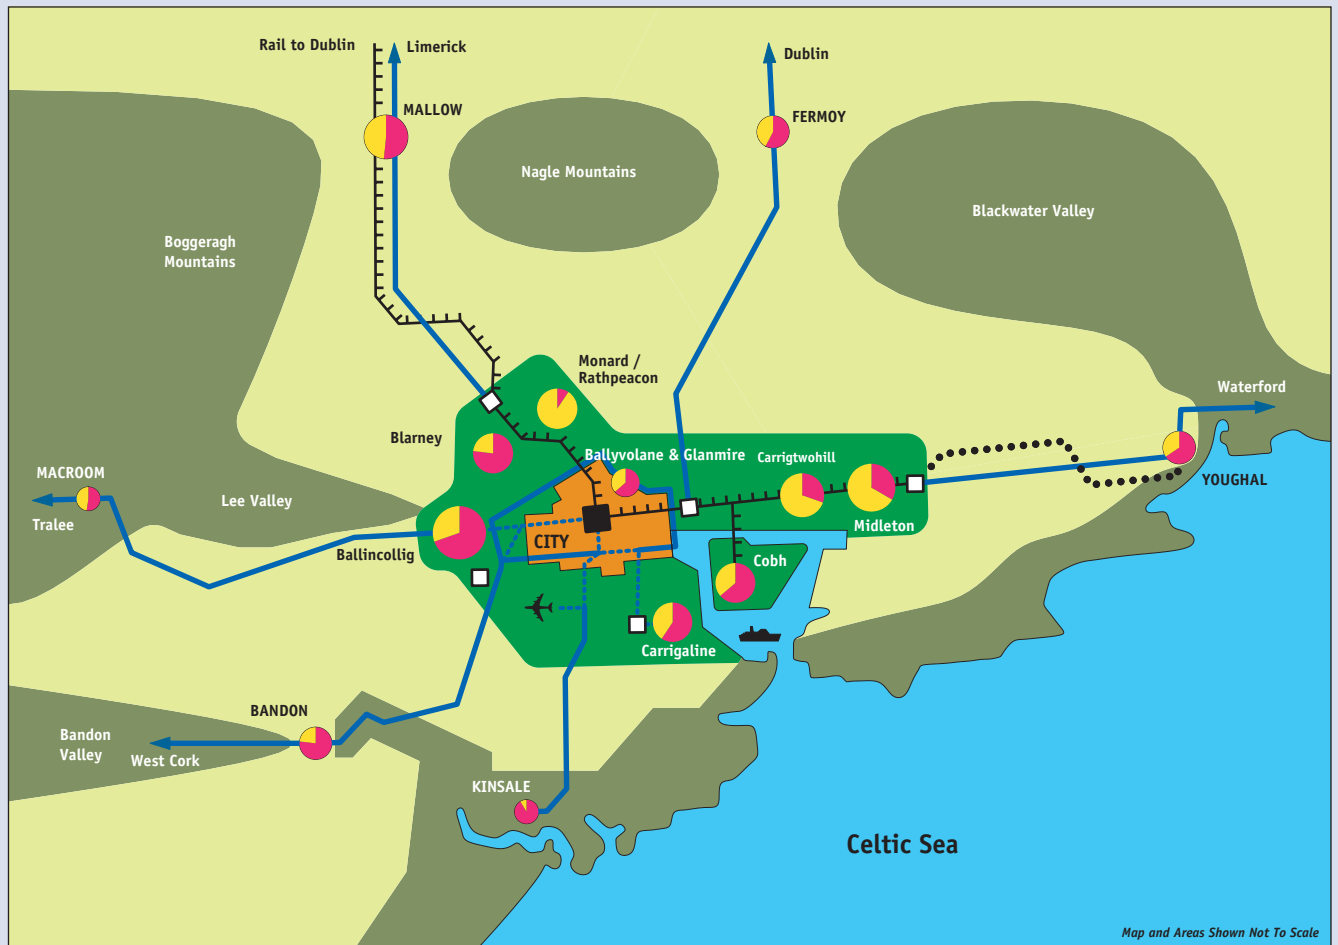 Rail to Dublin
Limerick
Dublin
MALLOW
FERMOY
Nagle Mountains
Blackwater Valley
Boggeragh
Mountains
Monard /
Rathpeacon
Waterford
Blarney
Ballyvolane & Glanmire
Carrigtwohill
MACROOM
YOUGHAL
Lee Valley
Tralee
Midleton
CITY
Ballincollig
Cobh
Carrigaline
BANDON
Bandon
Valley
West Cork
KINSALE
Celtic Sea
Map and Areas Shown Not To Scale